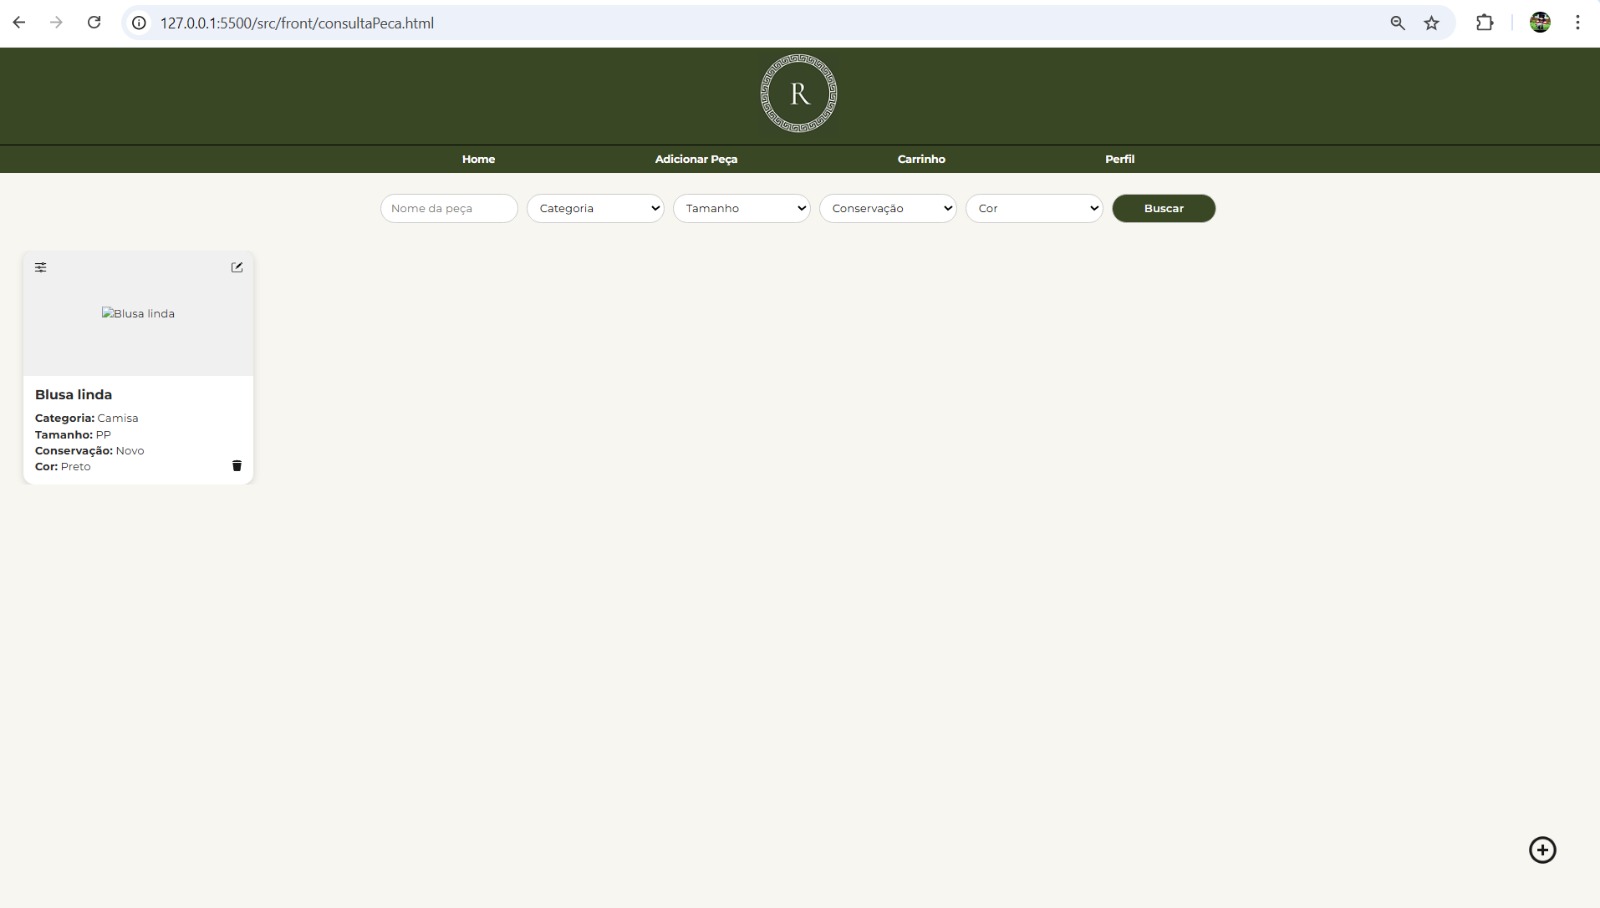 127.0.0.1:5500/src/front/consultaPeca.html
R
Home Adicionar Peça Carrinho Perfil
Nome da peça Categoria Tamanho Conservação Cor Buscar
Blusa linda
Blusa linda
Categoria: Camisa
Tamanho: PP
Conservação: Novo
Cor: Preto